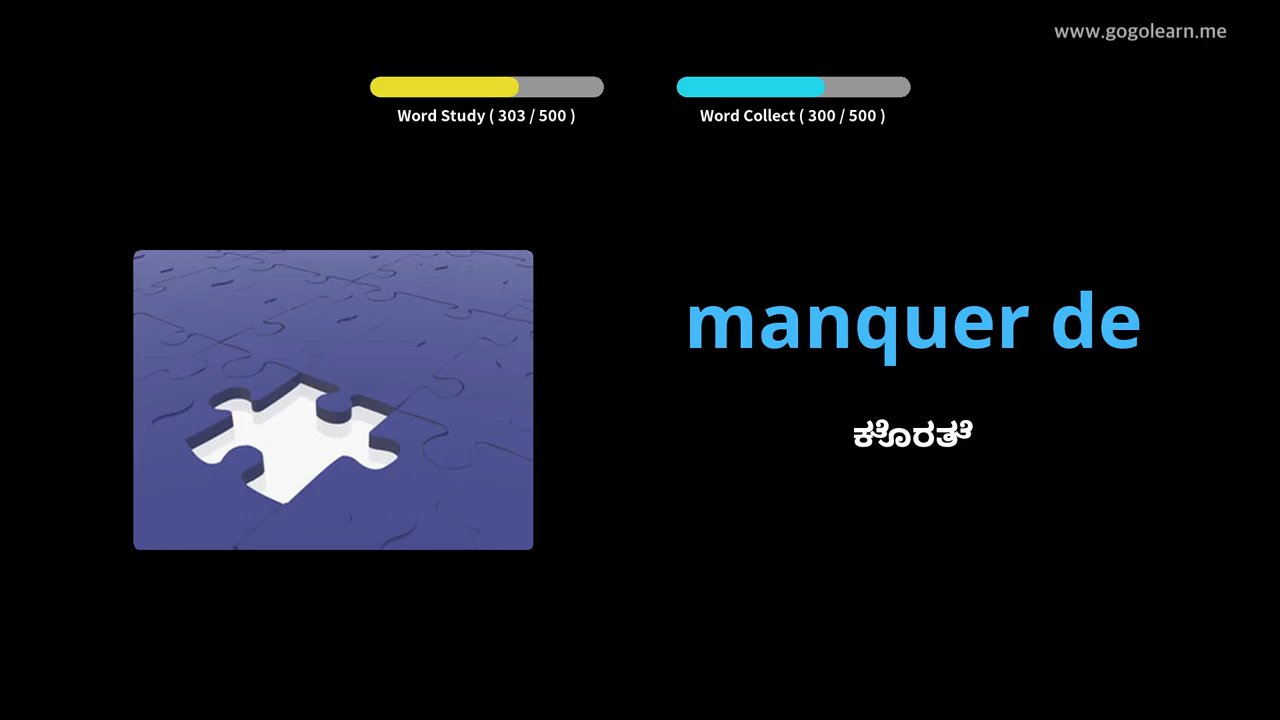 www.gogolearn.me
Word Study ( 303 / 500 )
Word Collect ( 300 / 500 )
manquer de
ಕೊರತೆ